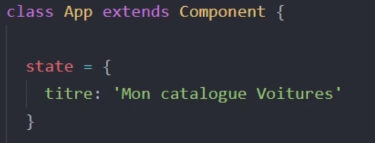 class App extends Component {
state = {
titre: 'Mon catalogue Voitures'
}